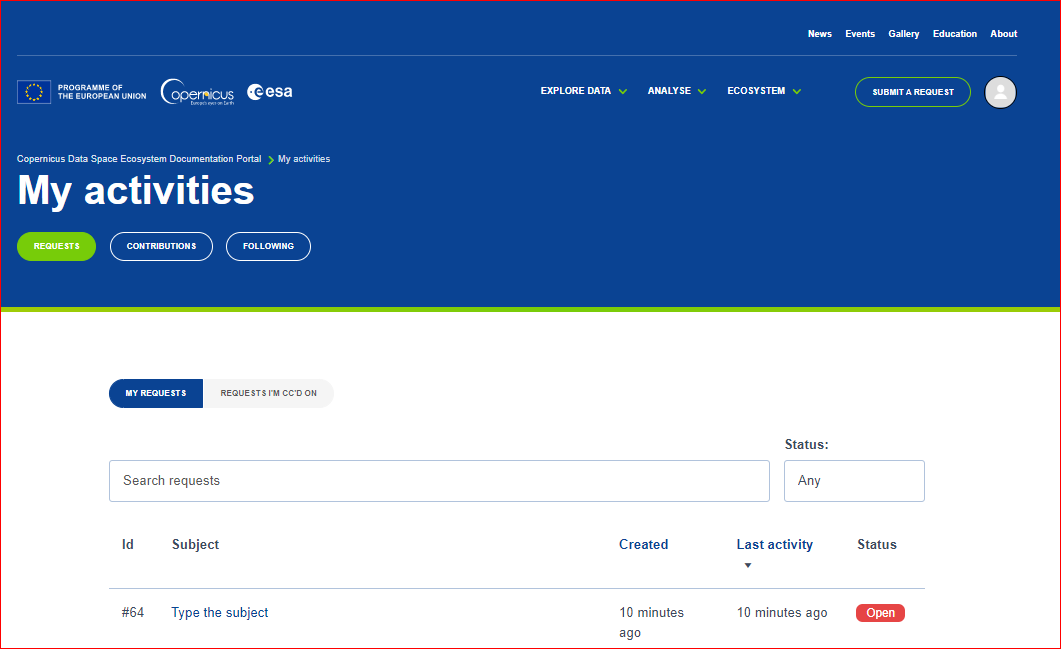 News Events Gallery Education About
PROGRAMME OF
THE EUROPEAN UNION
opernicus
Europe's eyes on Earth
esa
EXPLORE DATA ANALYSE ECOSYSTEM SUBMIT A REQUEST
Copernicus Data Space Ecosystem Documentation Portal My activities
My activities
REQUESTS CONTRIBUTIONS FOLLOWING
MY REQUESTS REQUESTS I'M CC'D ON
Status:
Search requests Any
Id Subject Created Last activity Status
#64 Type the subject 10 minutes ago 10 minutes ago Open